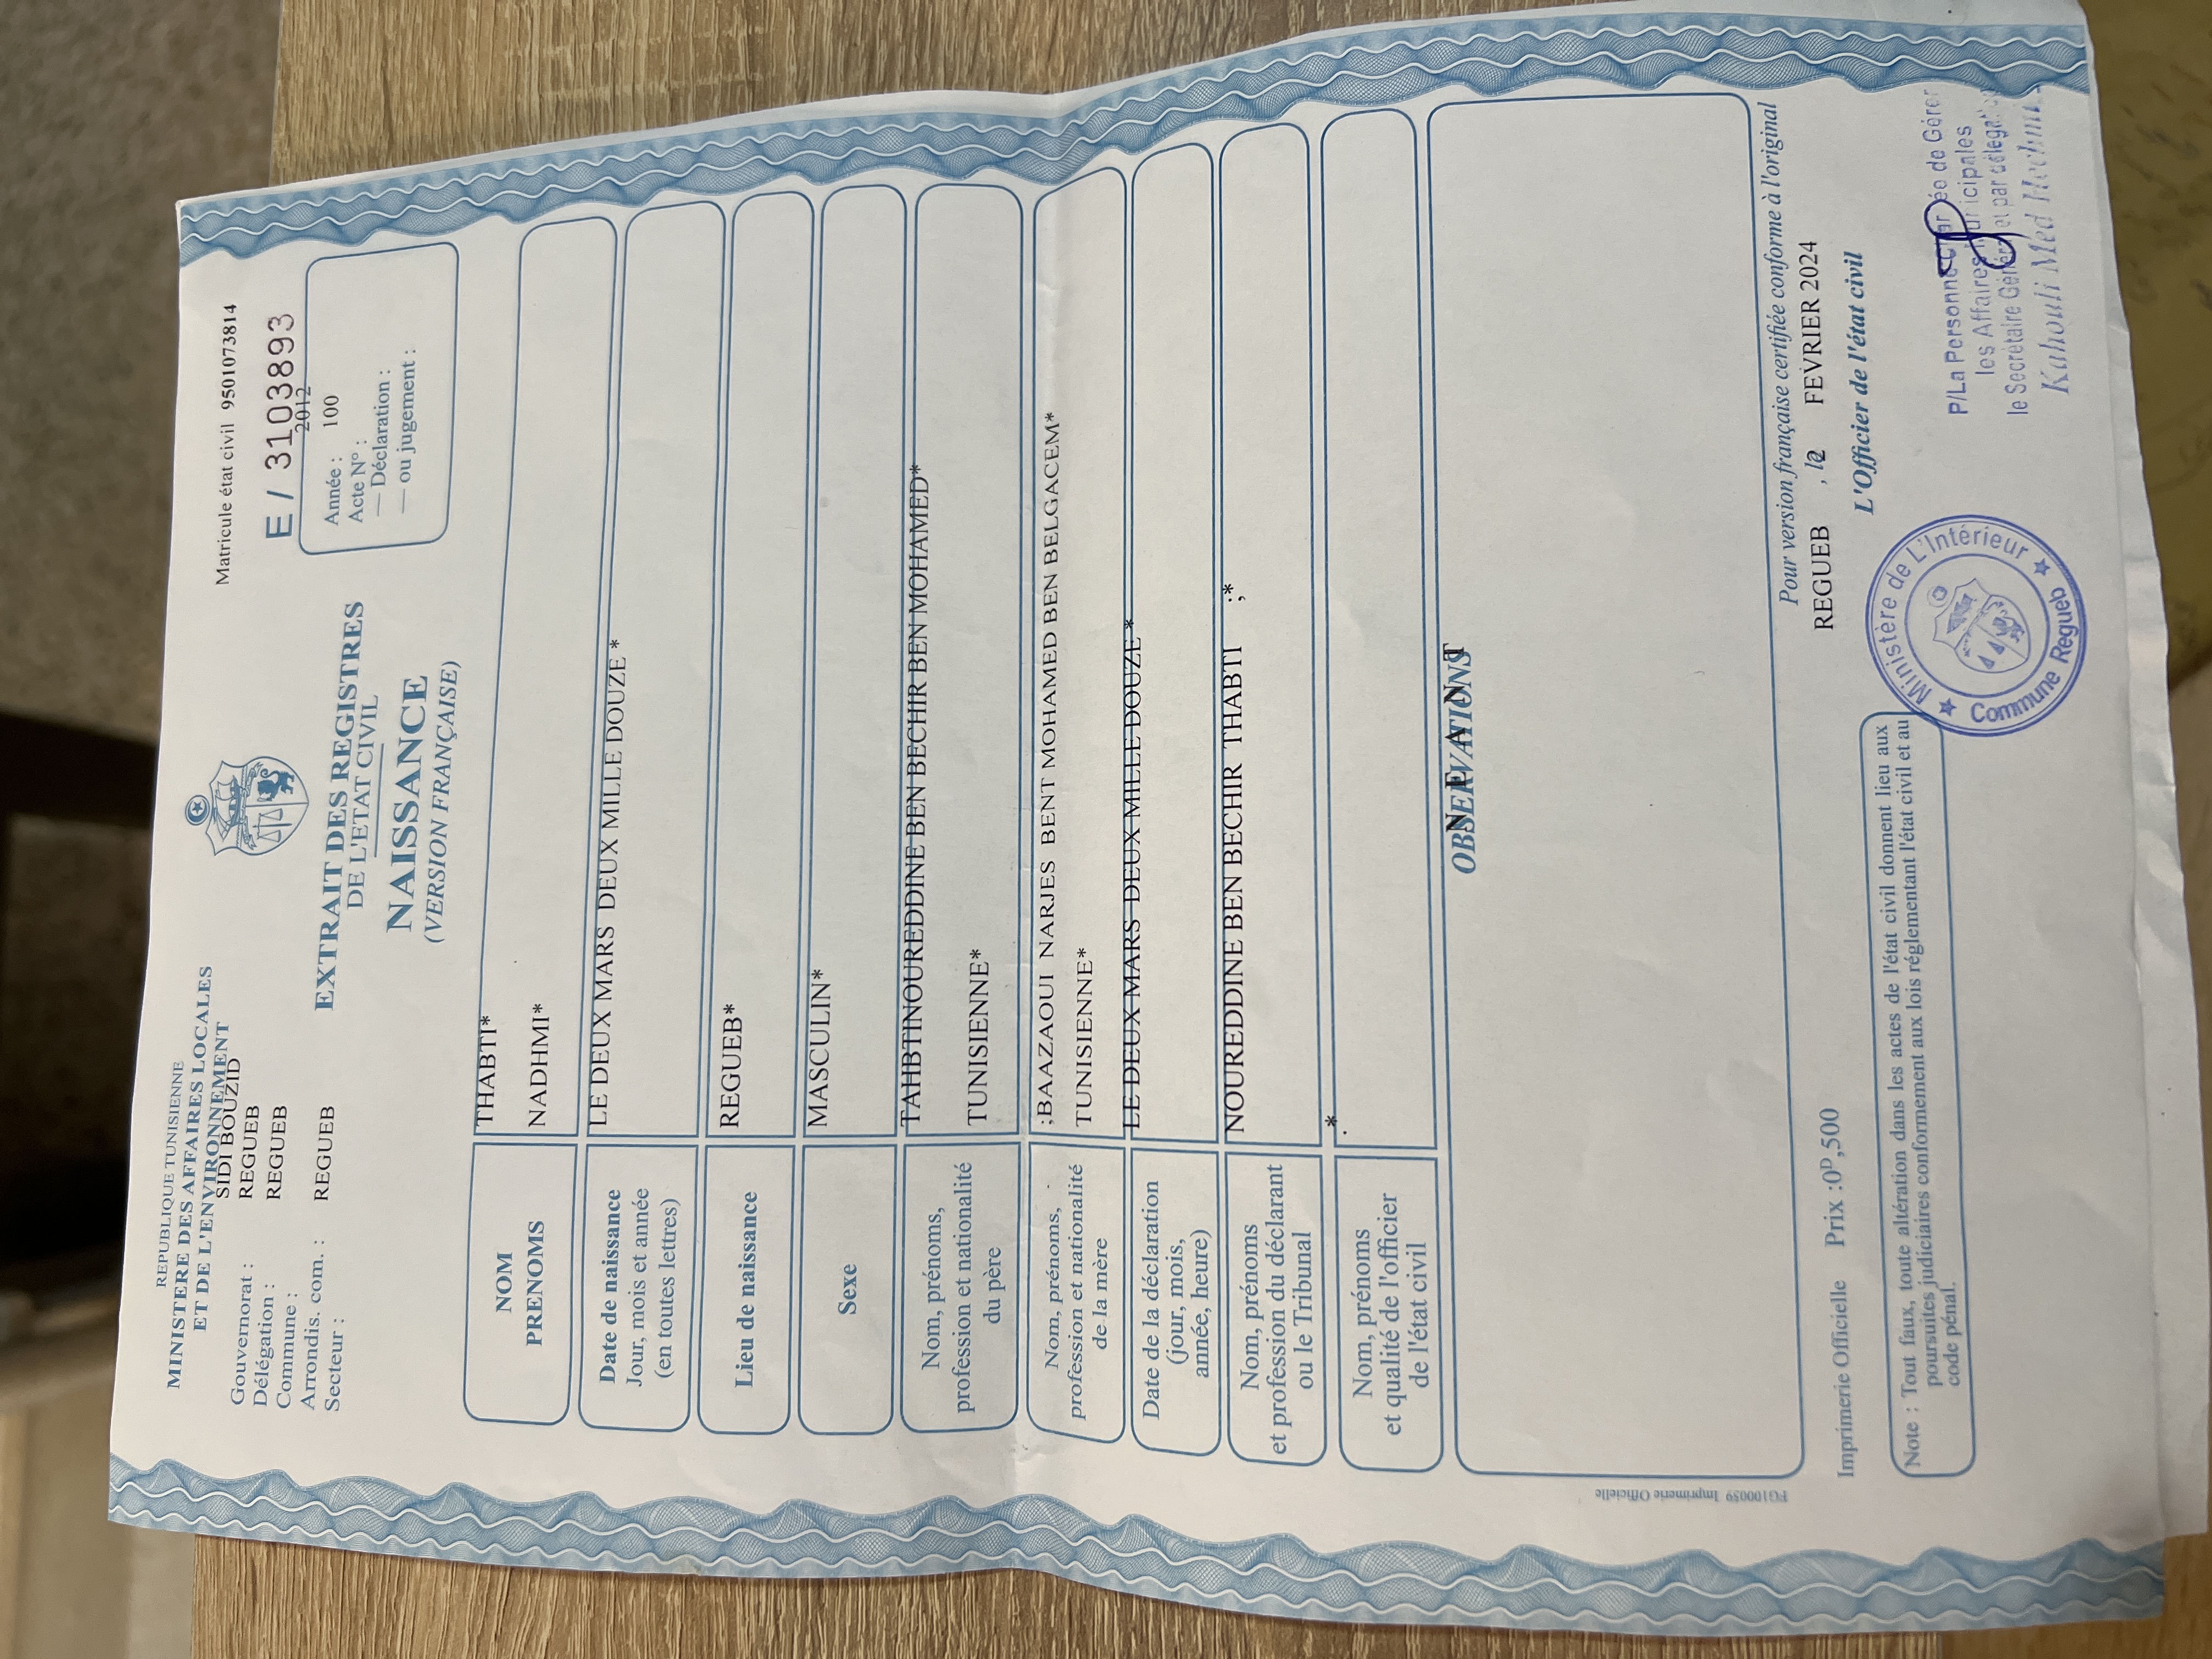 REPUBLIQUE TUNISIENNE
MINISTERE DES AFFAIRES LOCALES
ET DE L'ENVIRONNEMENT
Gouvernorat : SIDI BOUZID
Délégation : REGUEB
Commune : REGUEB
Arrondis. com. :
Secteur : REGUEB
Matricule état civil 9501073814
E / 3103893
2012
Année :
Acte N° : 100
— Déclaration :
— ou jugement :
EXTRAIT DES REGISTRES
DE L'ETAT CIVIL
NAISSANCE
(VERSION FRANÇAISE)
NOM THABTI*
PRENOMS NADHMI*
Date de naissance
Jour, mois et année
(en toutes lettres)
LE DEUX MARS DEUX MILLE DOUZE *
Lieu de naissance REGUEB*
Sexe MASCULIN*
Nom, prénoms,
profession et nationalité
du père
TAHBTINOUREDDINE BEN BECHIR BEN MOHAMED*
TUNISIENNE*
Nom, prénoms,
profession et nationalité
de la mère
;BAAZAOUI NARJES BENT MOHAMED BEN BELGACEM*
TUNISIENNE*
Date de la déclaration
(jour, mois,
année, heure)
LE DEUX MARS DEUX MILLE DOUZE *
Nom, prénoms
et profession du déclarant
ou le Tribunal
NOUREDDINE BEN BECHIR THABTI ;*
Nom, prénoms
et qualité de l'officier
de l'état civil
.*
OBSERVATIONS
N E A N T
Pour version française certifiée conforme à l'original
REGUEB , le 2 FEVRIER 2024
L'Officier de l'état civil
Imprimerie Officielle Prix :0D,500
Note : Tout faux, toute altération dans les actes de l'état civil donnent lieu aux
poursuites judiciaires conformement aux lois réglementant l'état civil et au
code pénal.
FG100059 Imprimerie Officielle
Ministère de L'Intérieur
Commune Regueb
P/La Personne de Gérer
les Affaires
le Secrétaire et par
Kahouli Med